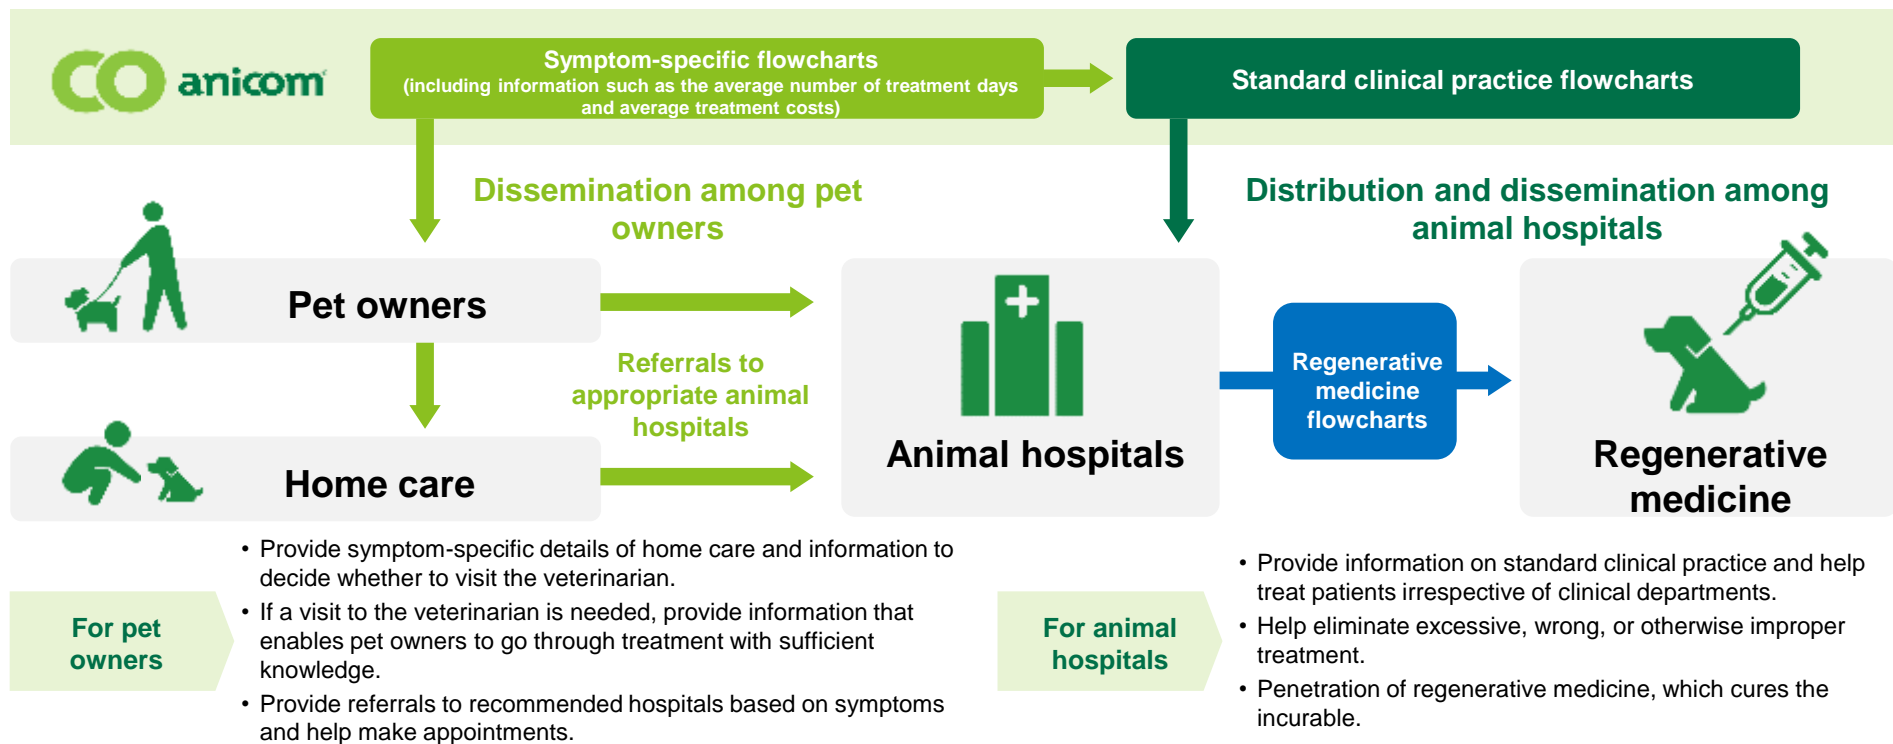 anicom
Symptom-specific flowcharts
(including information such as the average number of treatment days
and average treatment costs)
Standard clinical practice flowcharts
Dissemination among pet
owners
Distribution and dissemination among
animal hospitals
Pet owners
Referrals to
appropriate animal
hospitals
Home care
Animal hospitals
Regenerative
medicine
flowcharts
Regenerative
medicine
For pet
owners
• Provide symptom-specific details of home care and information to
decide whether to visit the veterinarian.
• If a visit to the veterinarian is needed, provide information that
enables pet owners to go through treatment with sufficient
knowledge.
• Provide referrals to recommended hospitals based on symptoms
and help make appointments.
For animal
hospitals
• Provide information on standard clinical practice and help
treat patients irrespective of clinical departments.
• Help eliminate excessive, wrong, or otherwise improper
treatment.
• Penetration of regenerative medicine, which cures the
incurable.